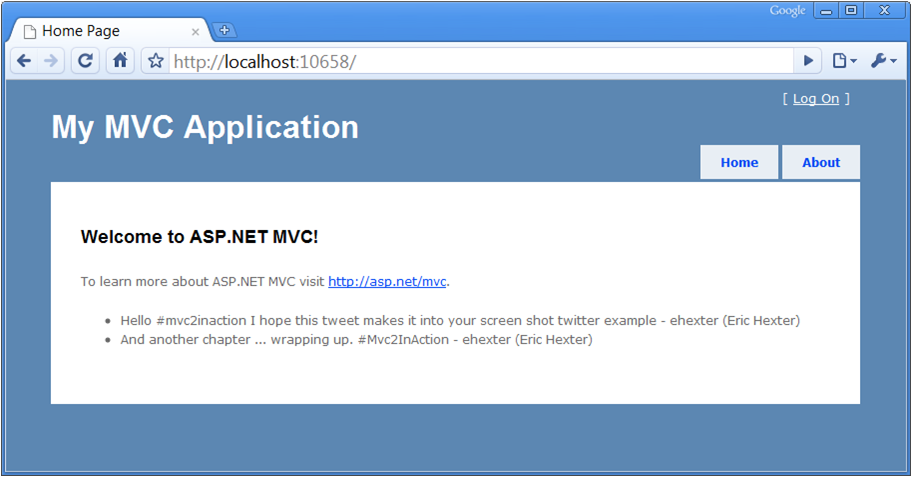 Google
Home Page
http://localhost:10658/
[ Log On ]
My MVC Application
Home
About
Welcome to ASP.NET MVC!
To learn more about ASP.NET MVC visit http://asp.net/mvc.
Hello #mvc2inaction I hope this tweet makes it into your screen shot twitter example - ehexter (Eric Hexter)
And another chapter ... wrapping up. #Mvc2InAction - ehexter (Eric Hexter)